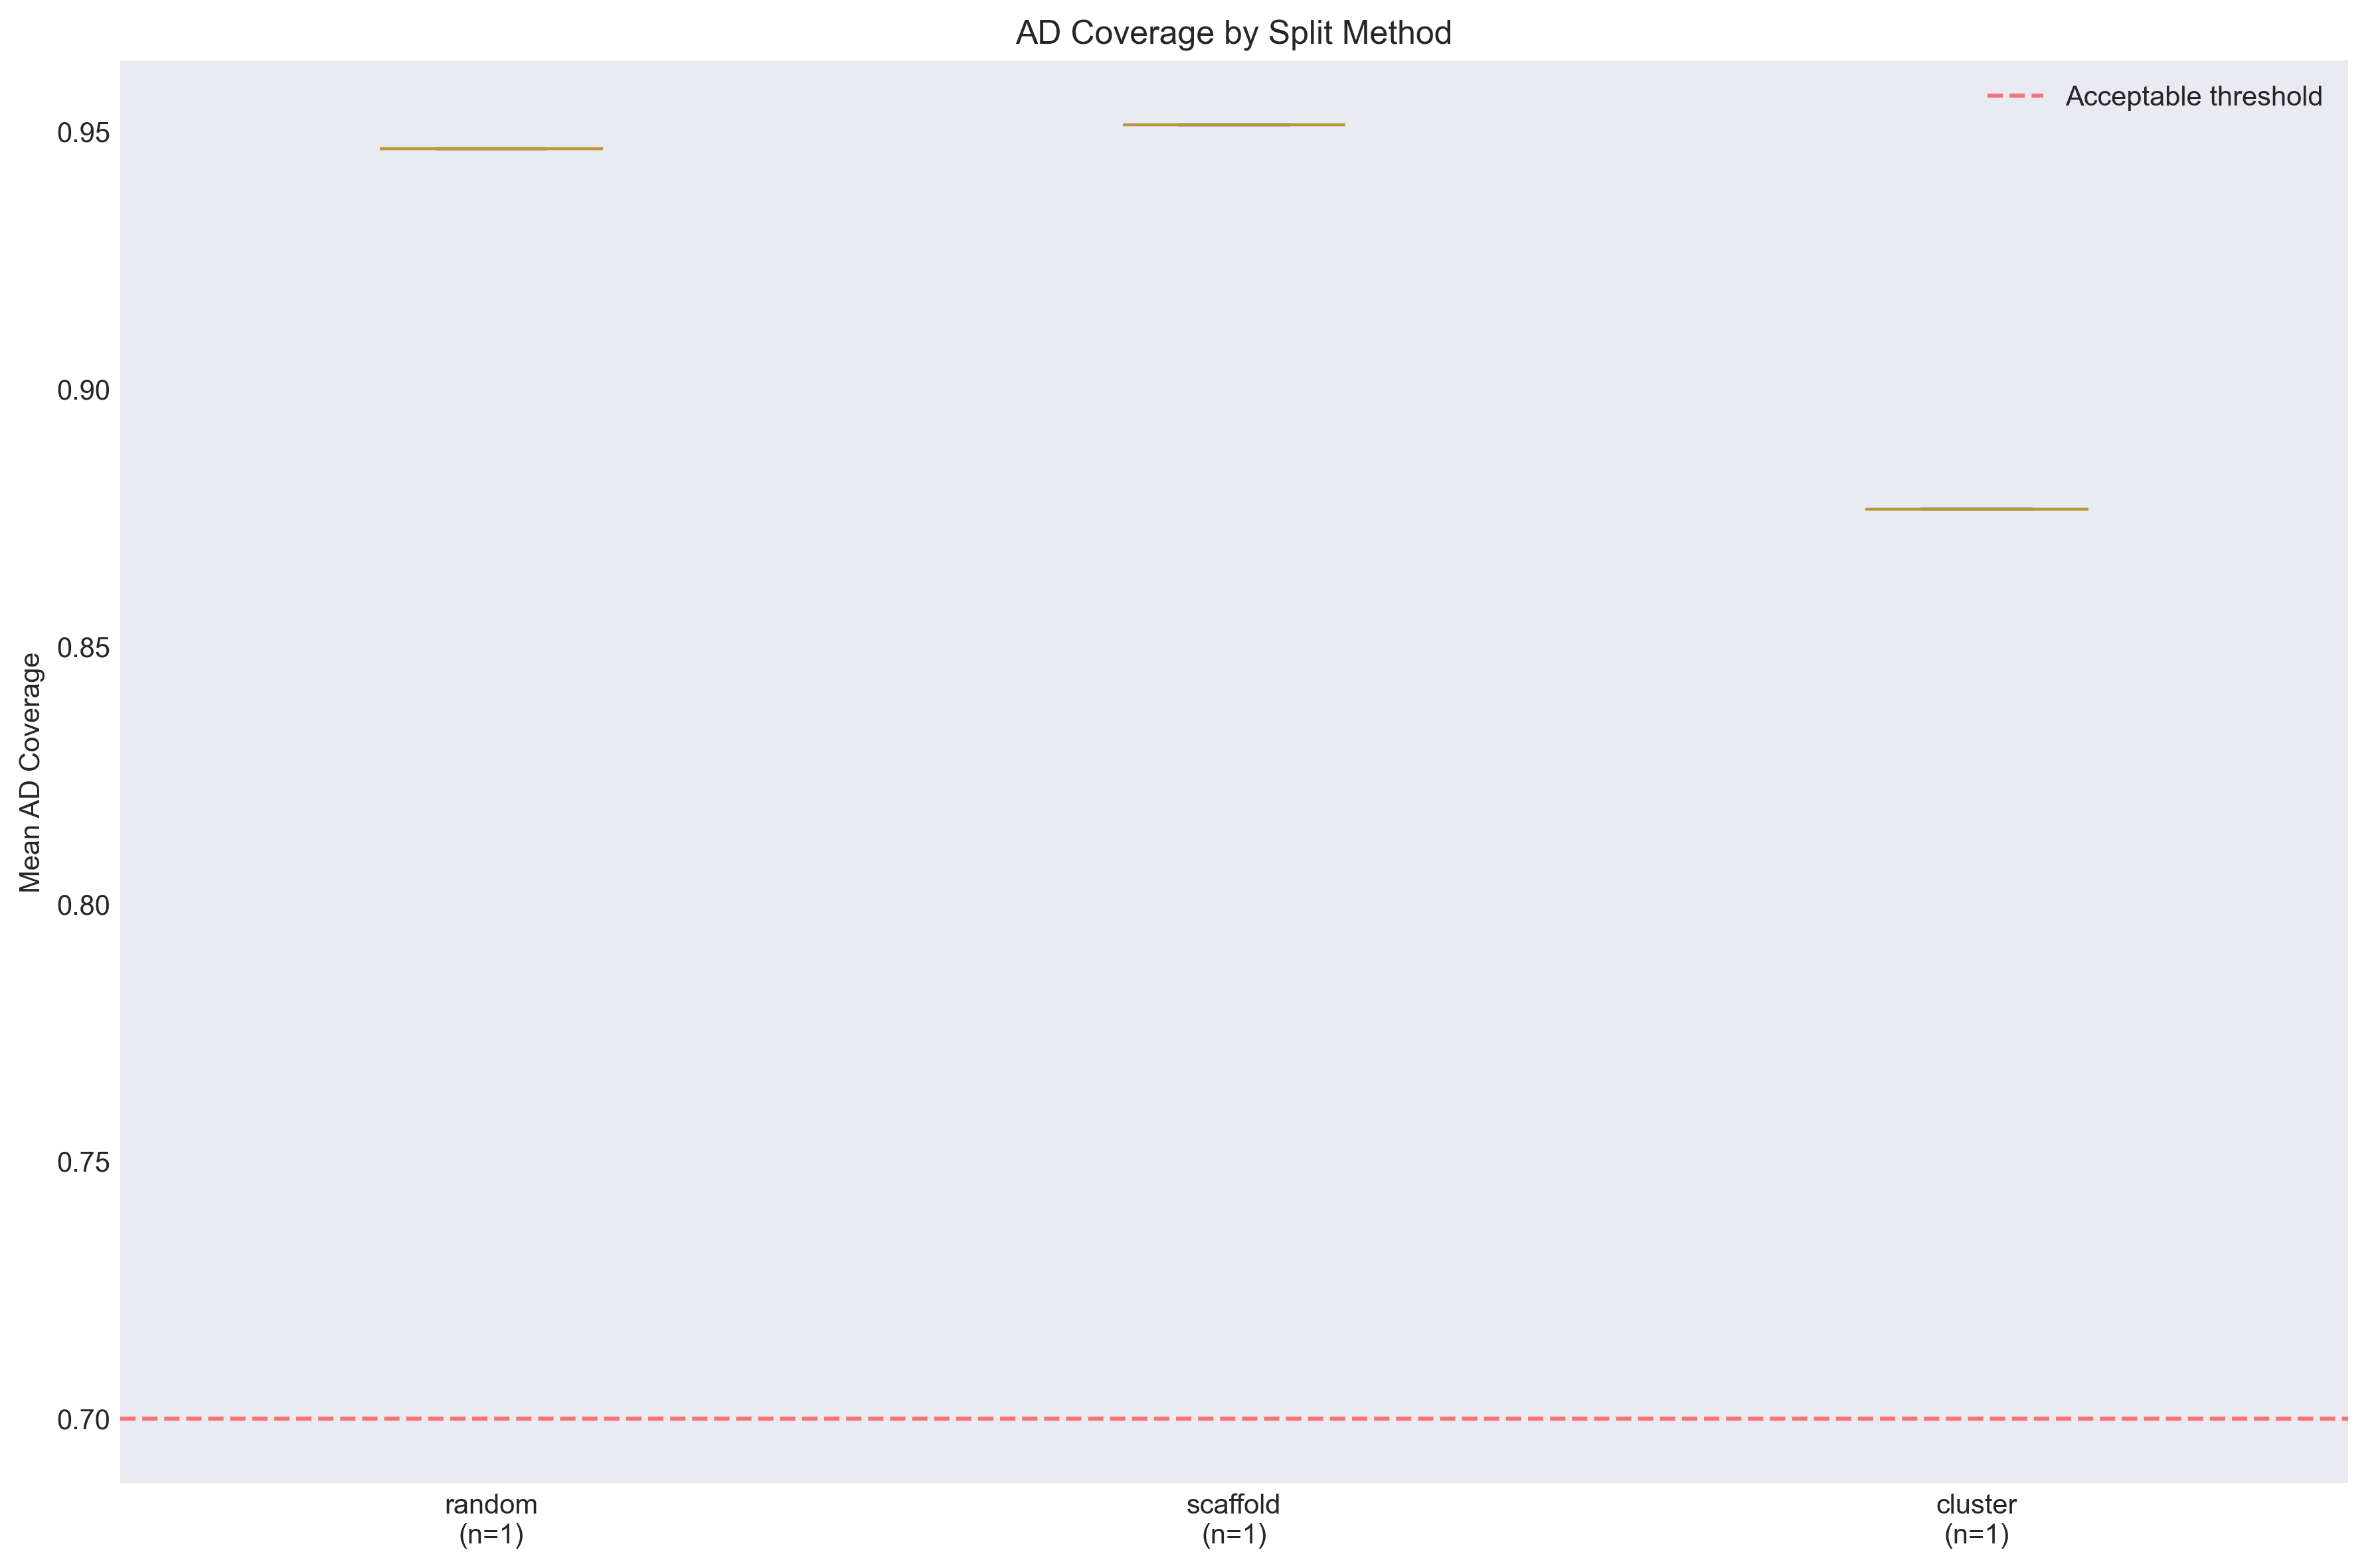 AD Coverage by Split Method
Acceptable threshold
Mean AD Coverage
0.95
0.90
0.85
0.80
0.75
0.70
random
(n=1)
scaffold
(n=1)
cluster
(n=1)